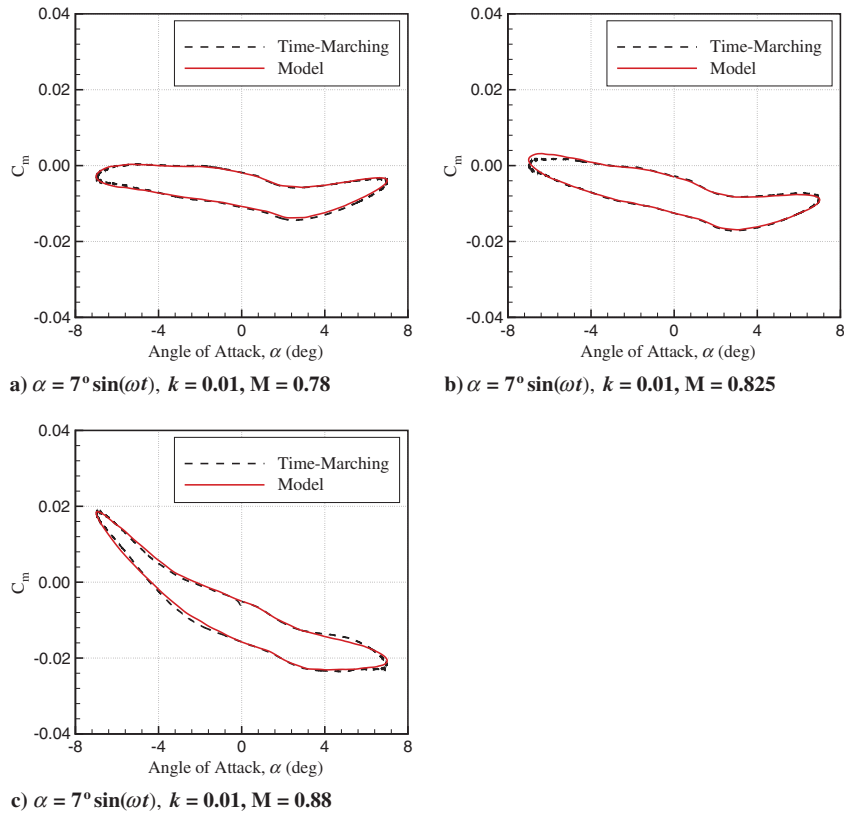 0.04
Time-Marching
Model
0.02
0.00
-0.02
-0.04
C_m
-8 -4 0 4 8
Angle of Attack, α (deg)
a) α = 7° sin(ωt), k = 0.01, M = 0.78
0.04
Time-Marching
Model
0.02
0.00
-0.02
-0.04
C_m
-8 -4 0 4 8
Angle of Attack, α (deg)
b) α = 7° sin(ωt), k = 0.01, M = 0.825
0.04
Time-Marching
Model
0.02
0.00
-0.02
-0.04
C_m
-8 -4 0 4 8
Angle of Attack, α (deg)
c) α = 7° sin(ωt), k = 0.01, M = 0.88